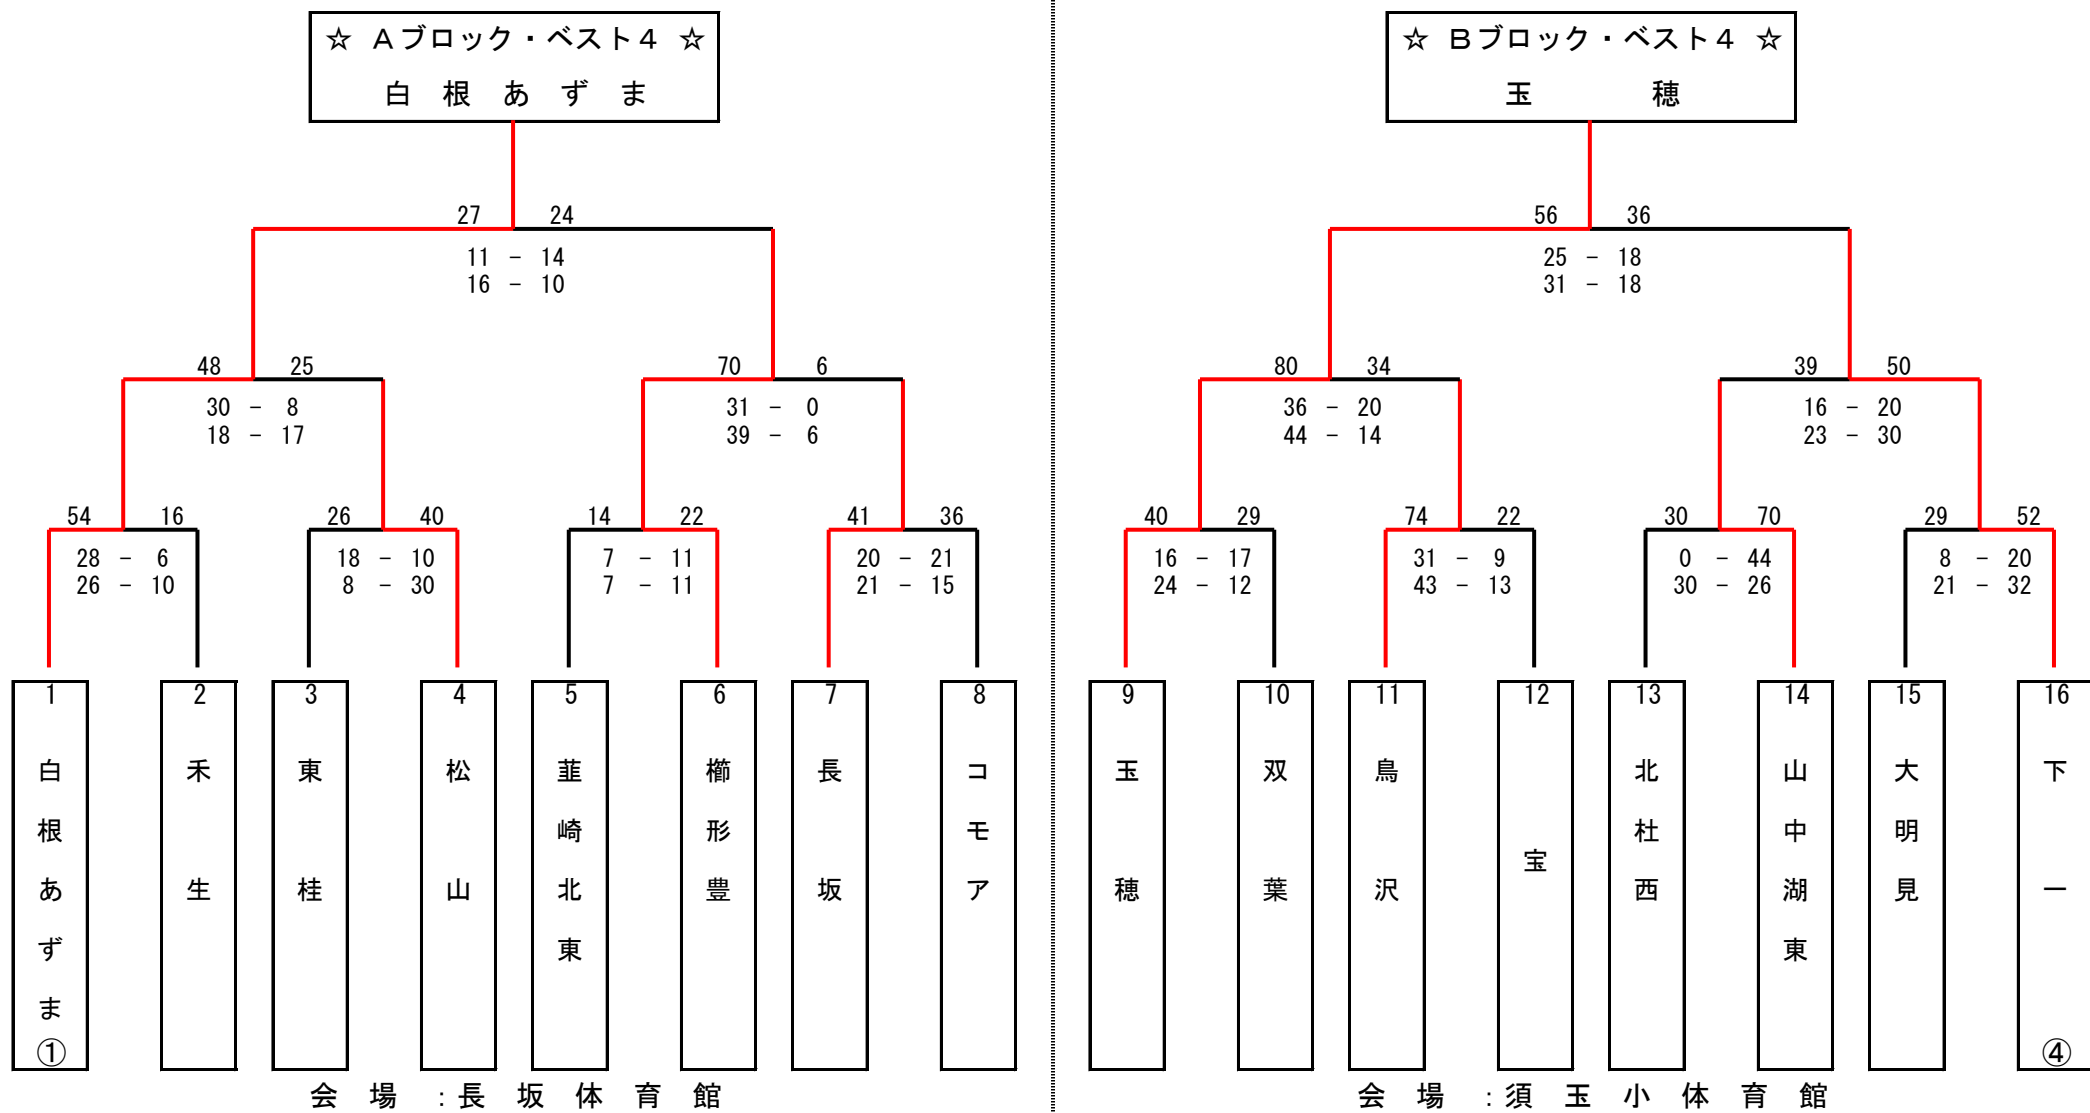 ☆ Aブロック・ベスト4 ☆
白根あずま
27 24
11 - 14
16 - 10
48 25
30 - 8
18 - 17
70 6
31 - 0
39 - 6
54 16
28 - 6
26 - 10
26 40
18 - 10
8 - 30
14 22
7 - 11
7 - 11
41 36
20 - 21
21 - 15
1 白根あずま ①
2 禾生
3 東桂
4 松山
5 韮崎北東
6 櫛形豊
7 長坂
8 コモア
会場:長坂体育館
☆ Bブロック・ベスト4 ☆
玉穂
56 36
25 - 18
31 - 18
80 34
36 - 20
44 - 14
39 50
16 - 20
23 - 30
40 29
16 - 17
24 - 12
74 22
31 - 9
43 - 13
30 70
0 - 44
30 - 26
29 52
8 - 20
21 - 32
9 玉穂
10 双葉
11 鳥沢
12 宝
13 北杜西
14 山中湖東
15 大明見
16 下一 ④
会場:須玉小体育館